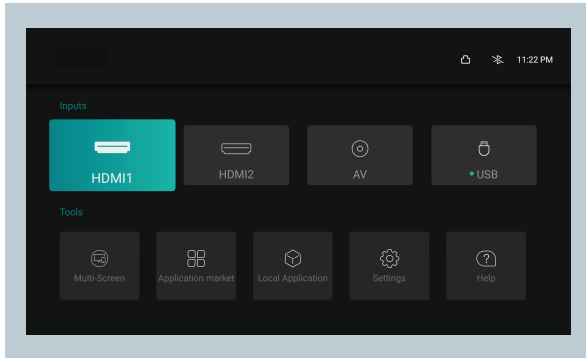 11:22 PM
Inputs
HDMI1
HDMI2
AV
USB
Tools
Multi-Screen
Application market
Local Application
Settings
Help